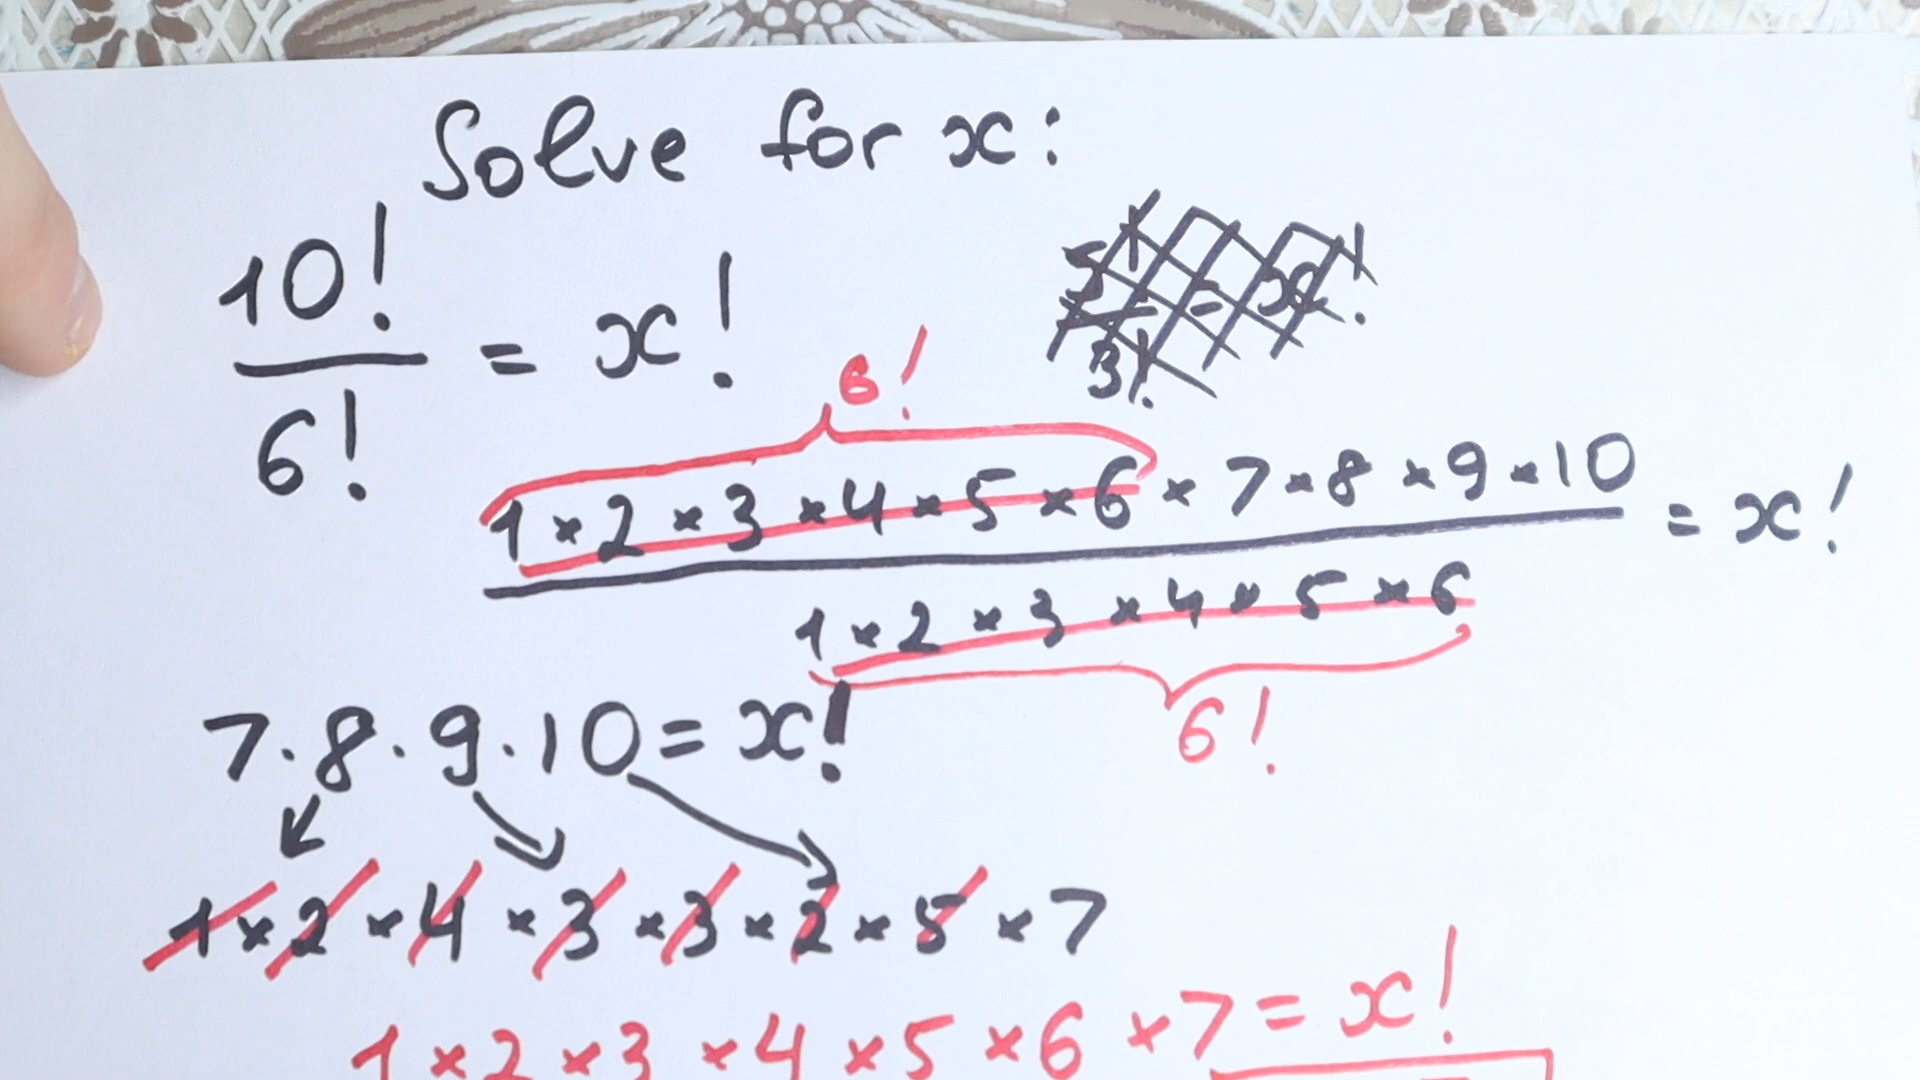 Solve for x:
10!
6!
= x!
5!
3!
= x!
6!
1 × 2 × 3 × 4 × 5 × 6 × 7 × 8 × 9 × 10
1 × 2 × 3 × 4 × 5 × 6
= x!
6!
7 · 8 · 9 · 10 = x!
1 × 2 × 4 × 3 × 3 × 2 × 5 × 7
1 × 2 × 3 × 4 × 5 × 6 × 7 = x!